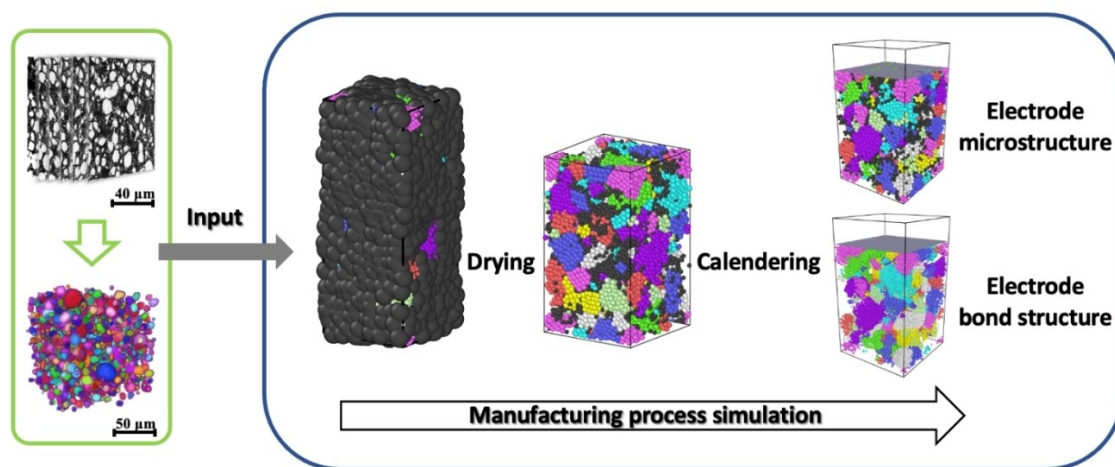 40 µm
50 µm
Input
Drying
Calendering
Electrode
microstructure
Electrode
bond structure
Manufacturing process simulation